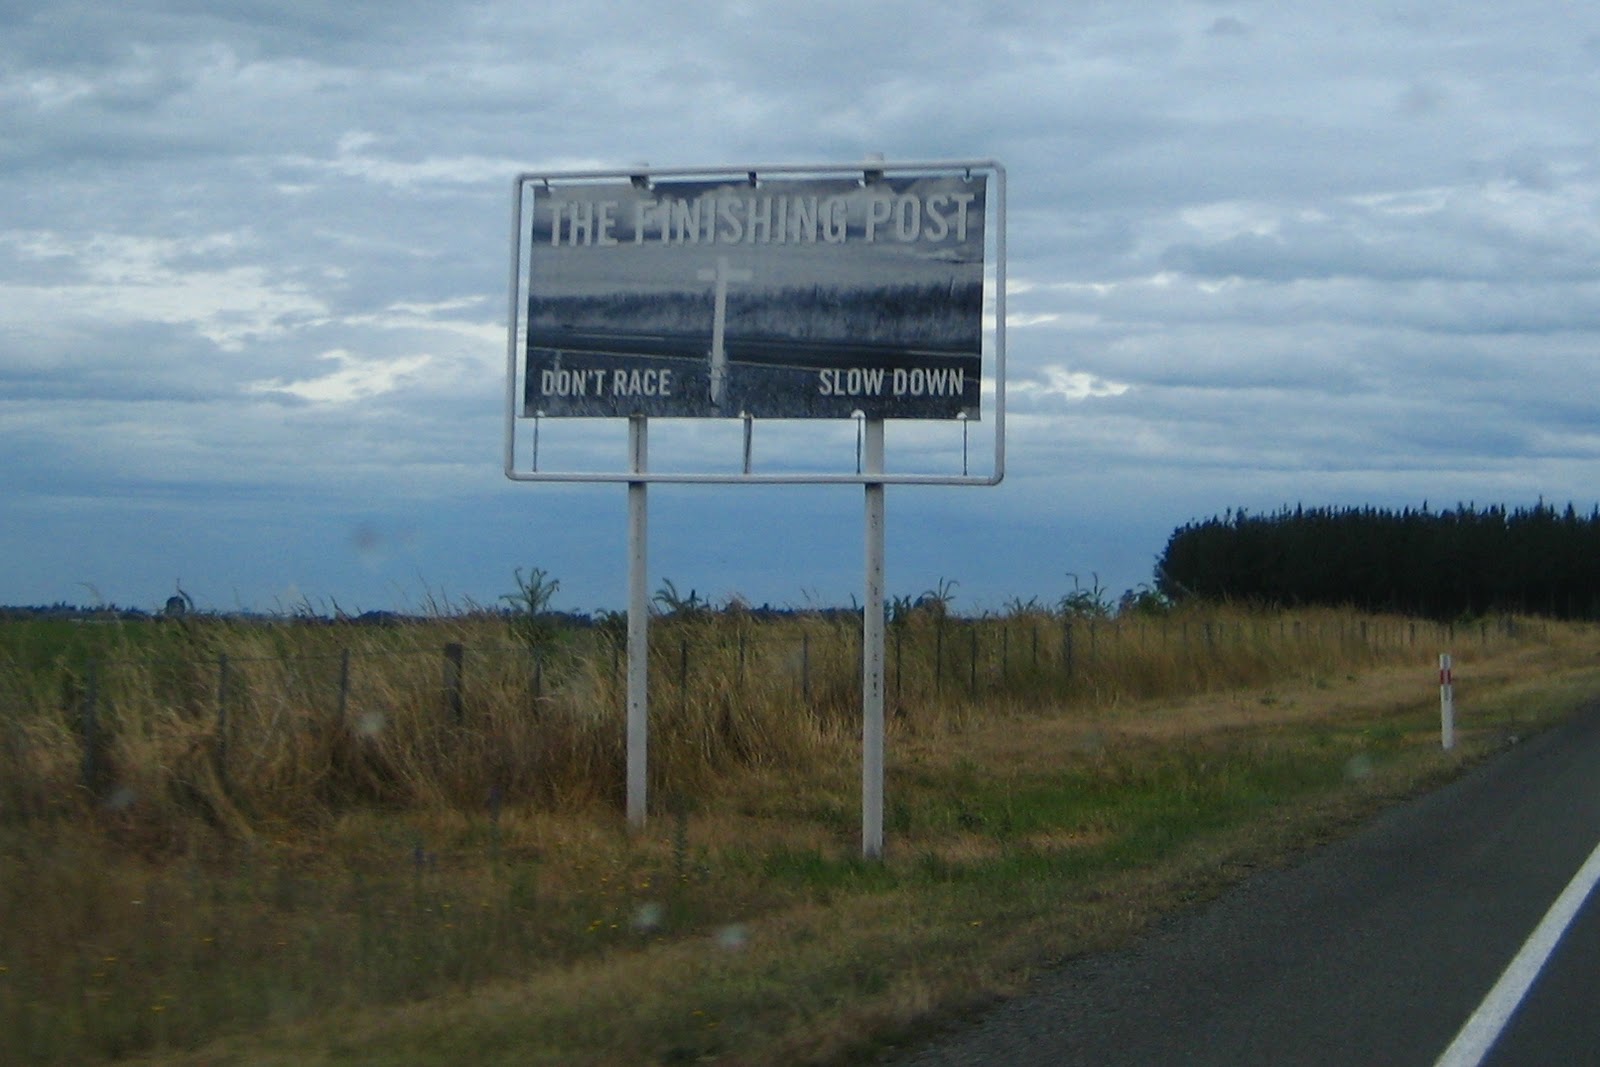 THE FINISHING POST
DON'T RACE
SLOW DOWN